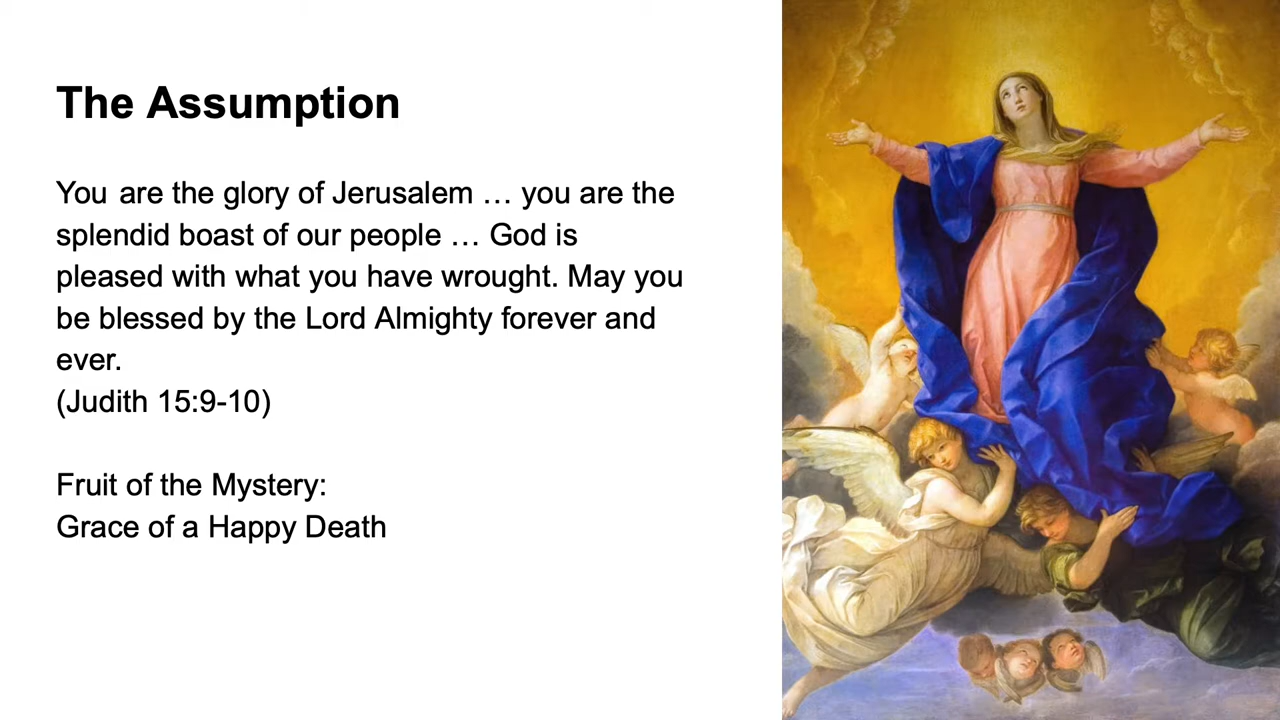 The Assumption
You are the glory of Jerusalem … you are the
splendid boast of our people … God is
pleased with what you have wrought. May you
be blessed by the Lord Almighty forever and
ever.
(Judith 15:9-10)
Fruit of the Mystery:
Grace of a Happy Death